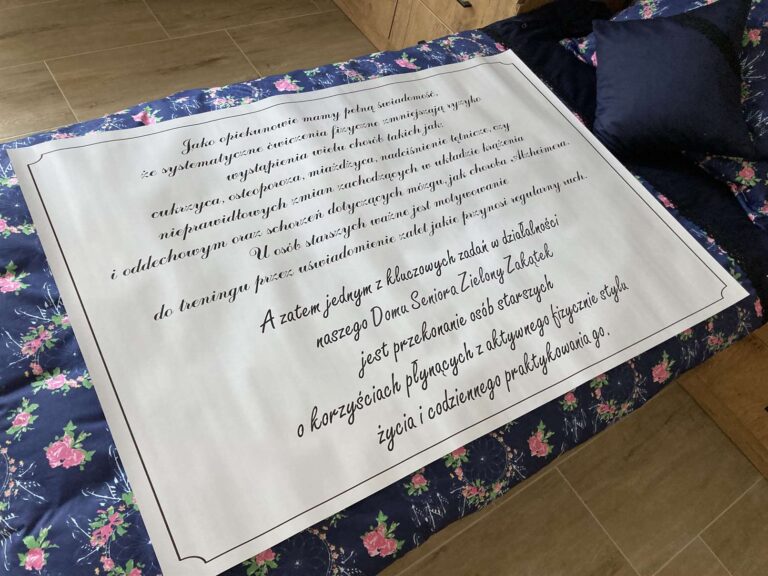 Jako opiekunowie mamy pełną świadomość,
że systematyczne ćwiczenia fizyczne zmniejszają ryzyko
wystąpienia wielu chorób takich jak:
cukrzyca, osteoporoza, miażdżyca, nadciśnienie tętnicze, czy
nieprawidłowych zmian zachodzących w układzie krążenia
i oddechowym oraz schorzeń dotyczących mózgu, jak choroba Alzheimera.
U osób starszych ważne jest motywowanie
do treningu przez uświadomienie zalet jakie przynosi regularny ruch.
A zatem jednym z kluczowych zadań w działalności
naszego Domu Seniora Zielony Zakątek
jest przekonanie osób starszych
o korzyściach płynących z aktywnego fizycznie stylu
życia i codziennego praktykowania go.